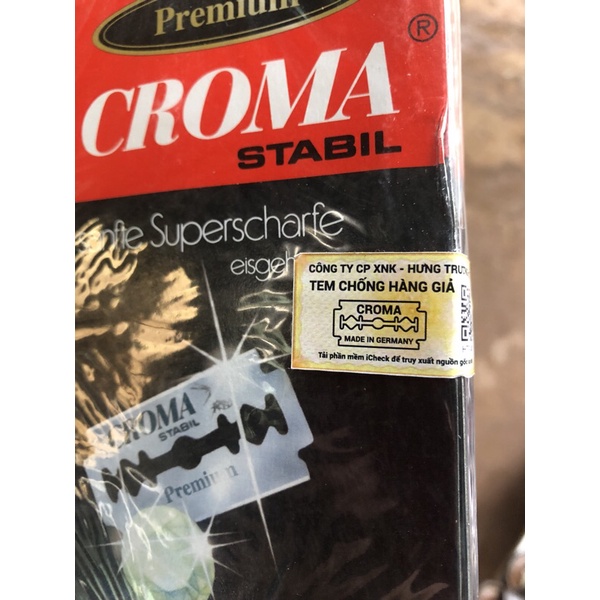 Premium
CROMA ®
STABIL
Superscharfe
CÔNG TY CP XNK - HƯNG
TEM CHỐNG HÀNG GIẢ
CROMA
MADE IN GERMANY
Tải phần mềm iCheck để truy xuất nguồn gốc
CROMA
STABIL
Premium